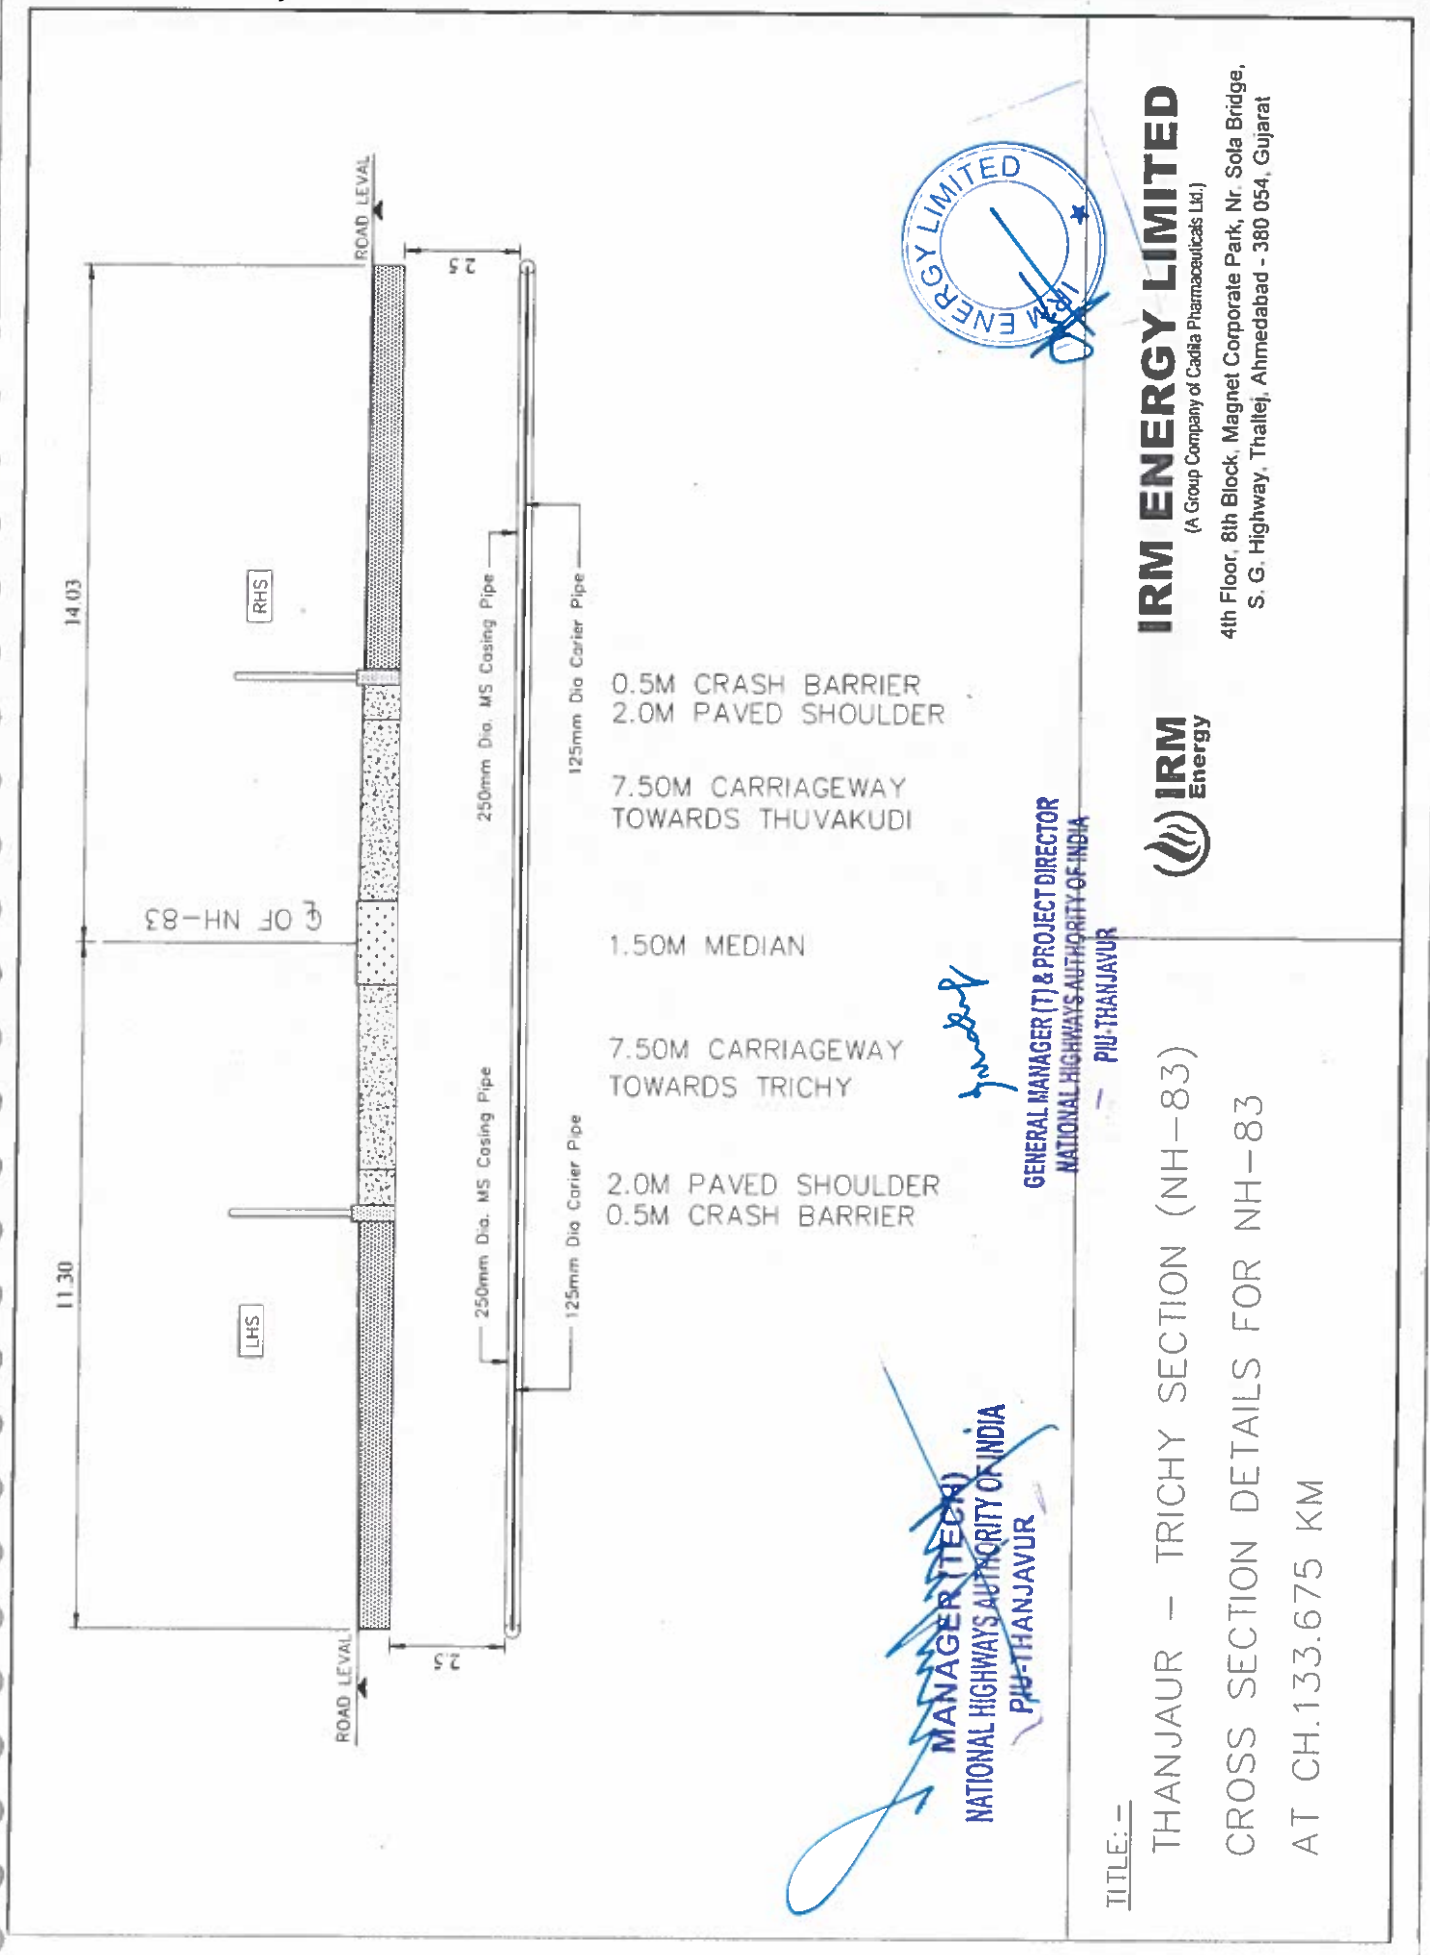 11.30
14.03
LHS
RHS
℄ OF NH-83
ROAD LEVAL
ROAD LEVAL
2.5
2.5
250mm Dia. MS Casing Pipe
250mm Dia. MS Casing Pipe
125mm Dia Carier Pipe
125mm Dia Carier Pipe
2.0M PAVED SHOULDER
0.5M CRASH BARRIER
7.50M CARRIAGEWAY
TOWARDS TRICHY
1.50M MEDIAN
7.50M CARRIAGEWAY
TOWARDS THUVAKUDI
0.5M CRASH BARRIER
2.0M PAVED SHOULDER
MANAGER (TECH)
NATIONAL HIGHWAYS AUTHORITY OF INDIA
PIU-THANJAVUR
GENERAL MANAGER (T) & PROJECT DIRECTOR
NATIONAL HIGHWAYS AUTHORITY OF INDIA
PIU-THANJAVUR
IRM ENERGY LIMITED
TITLE:-
THANJAUR - TRICHY SECTION (NH-83)
CROSS SECTION DETAILS FOR NH-83
AT CH.133.675 KM
IRM
Energy
IRM ENERGY LIMITED
(A Group Company of Cadila Pharmaceuticals Ltd.)
4th Floor, 8th Block, Magnet Corporate Park, Nr. Sola Bridge,
S. G. Highway, Thaltej, Ahmedabad - 380 054, Gujarat